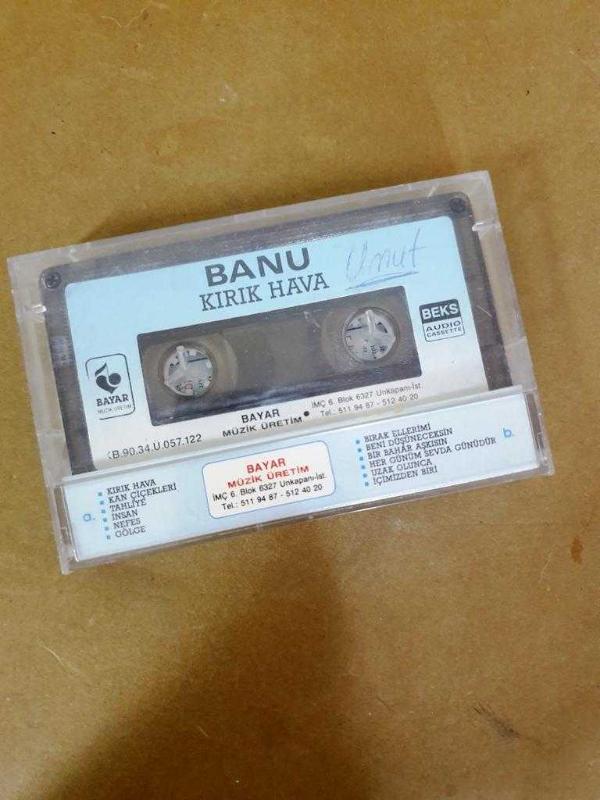 BANU
KIRIK HAVA
Umut
BEKS
AUDIO
CASSETTE
BAYAR
MÜZİK ÜRETİM
BAYAR
MÜZİK ÜRETİM
İMÇ 6. Blok 6327 Unkapanı-İst.
Tel.: 511 94 87 - 512 40 20
KB.90.34.Ü.057.122
a.
KIRIK HAVA
KAN ÇİÇEKLERİ
TAHLİYE
İNSAN
NEFES
GÖLGE
BAYAR
MÜZİK ÜRETİM
İMÇ 6. Blok 6327 Unkapanı-İst.
Tel.: 511 94 87 - 512 40 20
BIRAK ELLERİMİ
BENİ DÜŞÜNECEKSİN
BİR BAHAR AŞKISIN
HER GÜNÜM SEVDA GÜNÜDÜR
UZAK OLUNCA
İÇİMİZDEN BİRİ
b.